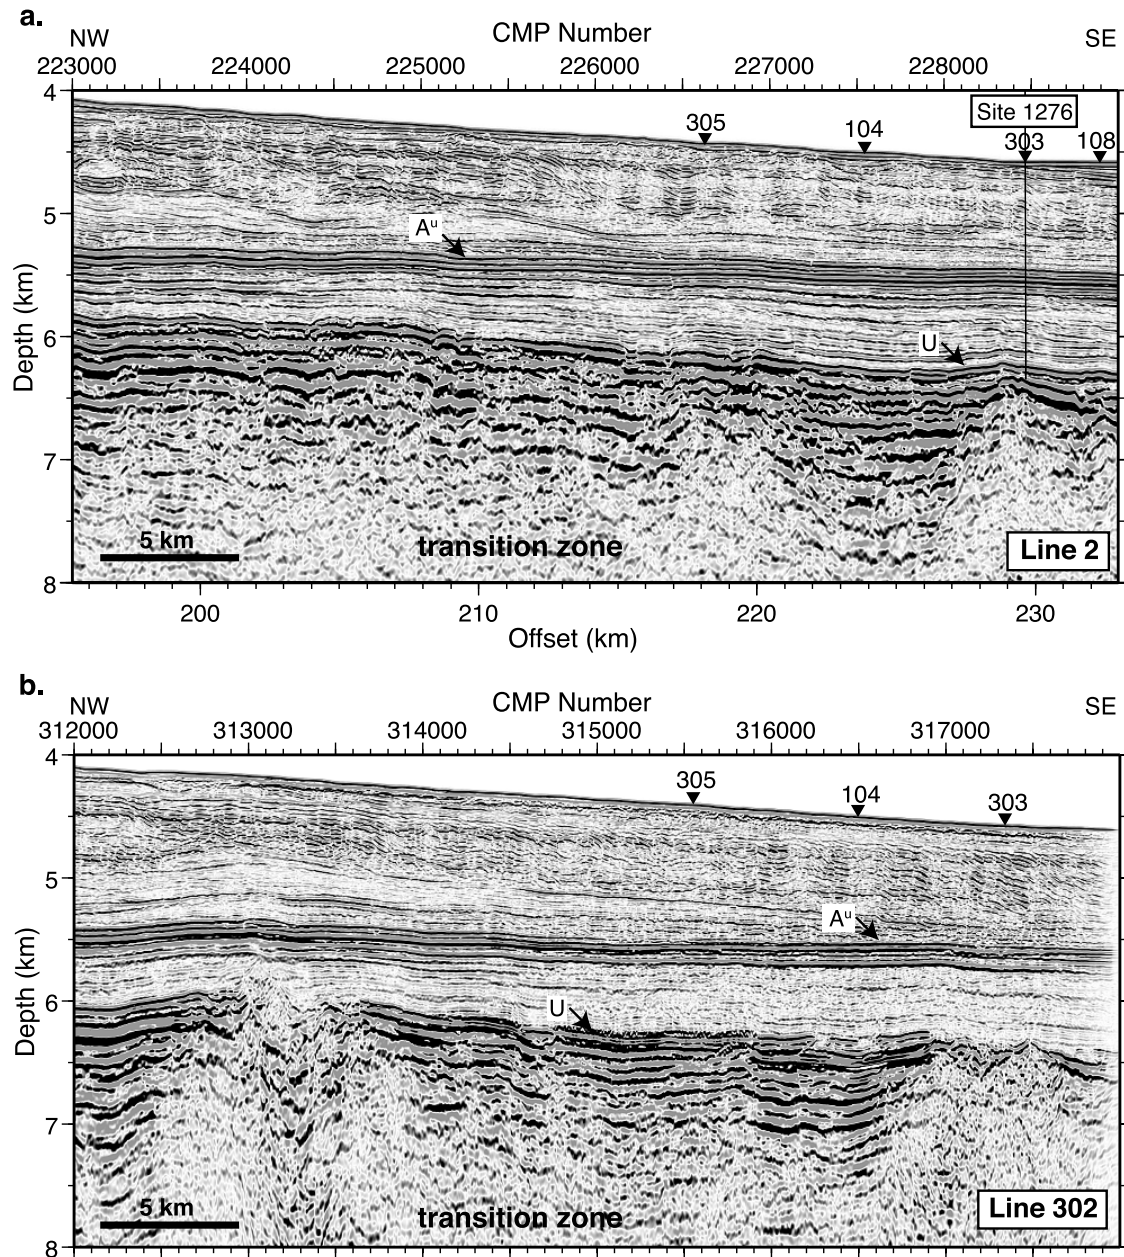 a.
NW CMP Number SE
223000 224000 225000 226000 227000 228000
4
Site 1276
305 104 303 108
5
Aᵘ
Depth (km)
6
U
7
5 km transition zone Line 2
8
200 210 220 230
Offset (km)
b.
NW CMP Number SE
312000 313000 314000 315000 316000 317000
4
305 104 303
5
Aᵘ
Depth (km)
6
U
7
5 km transition zone Line 302
8